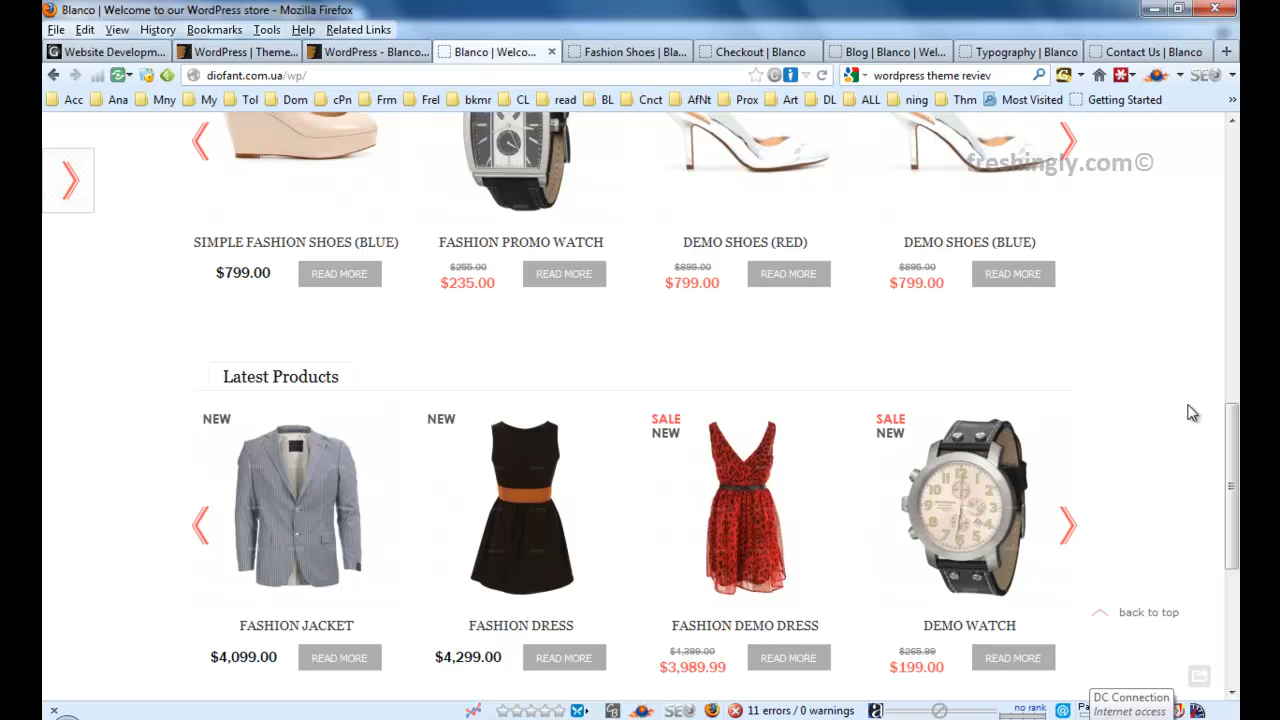 Blanco | Welcome to our WordPress store - Mozilla Firefox
File Edit View History Bookmarks Tools Help Related Links
Website Developm... WordPress | Theme... WordPress - Blanco... Blanco | Welco... Fashion Shoes | Bla... Checkout | Blanco Blog | Blanco | Wel... Typography | Blanco Contact Us | Blanco
diofant.com.ua/wp/ wordpress theme reviev
Acc Ana Mny My Tol Dom cPn Frm Frel bkmr CL read BL Cnct AfNt Prox Art DL ALL ning Thm Most Visited Getting Started
freshingly.com©
SIMPLE FASHION SHOES (BLUE) FASHION PROMO WATCH DEMO SHOES (RED) DEMO SHOES (BLUE)
$255.00 $895.00 $895.00
$799.00 READ MORE $235.00 READ MORE $799.00 READ MORE $799.00 READ MORE
Latest Products
NEW NEW SALE SALE
NEW NEW
back to top
FASHION JACKET FASHION DRESS FASHION DEMO DRESS DEMO WATCH
$4,399.00 $265.99
$4,099.00 READ MORE $4,299.00 READ MORE $3,989.99 READ MORE $199.00 READ MORE
DC Connection
Internet access
SEO 11 errors / 0 warnings no rank